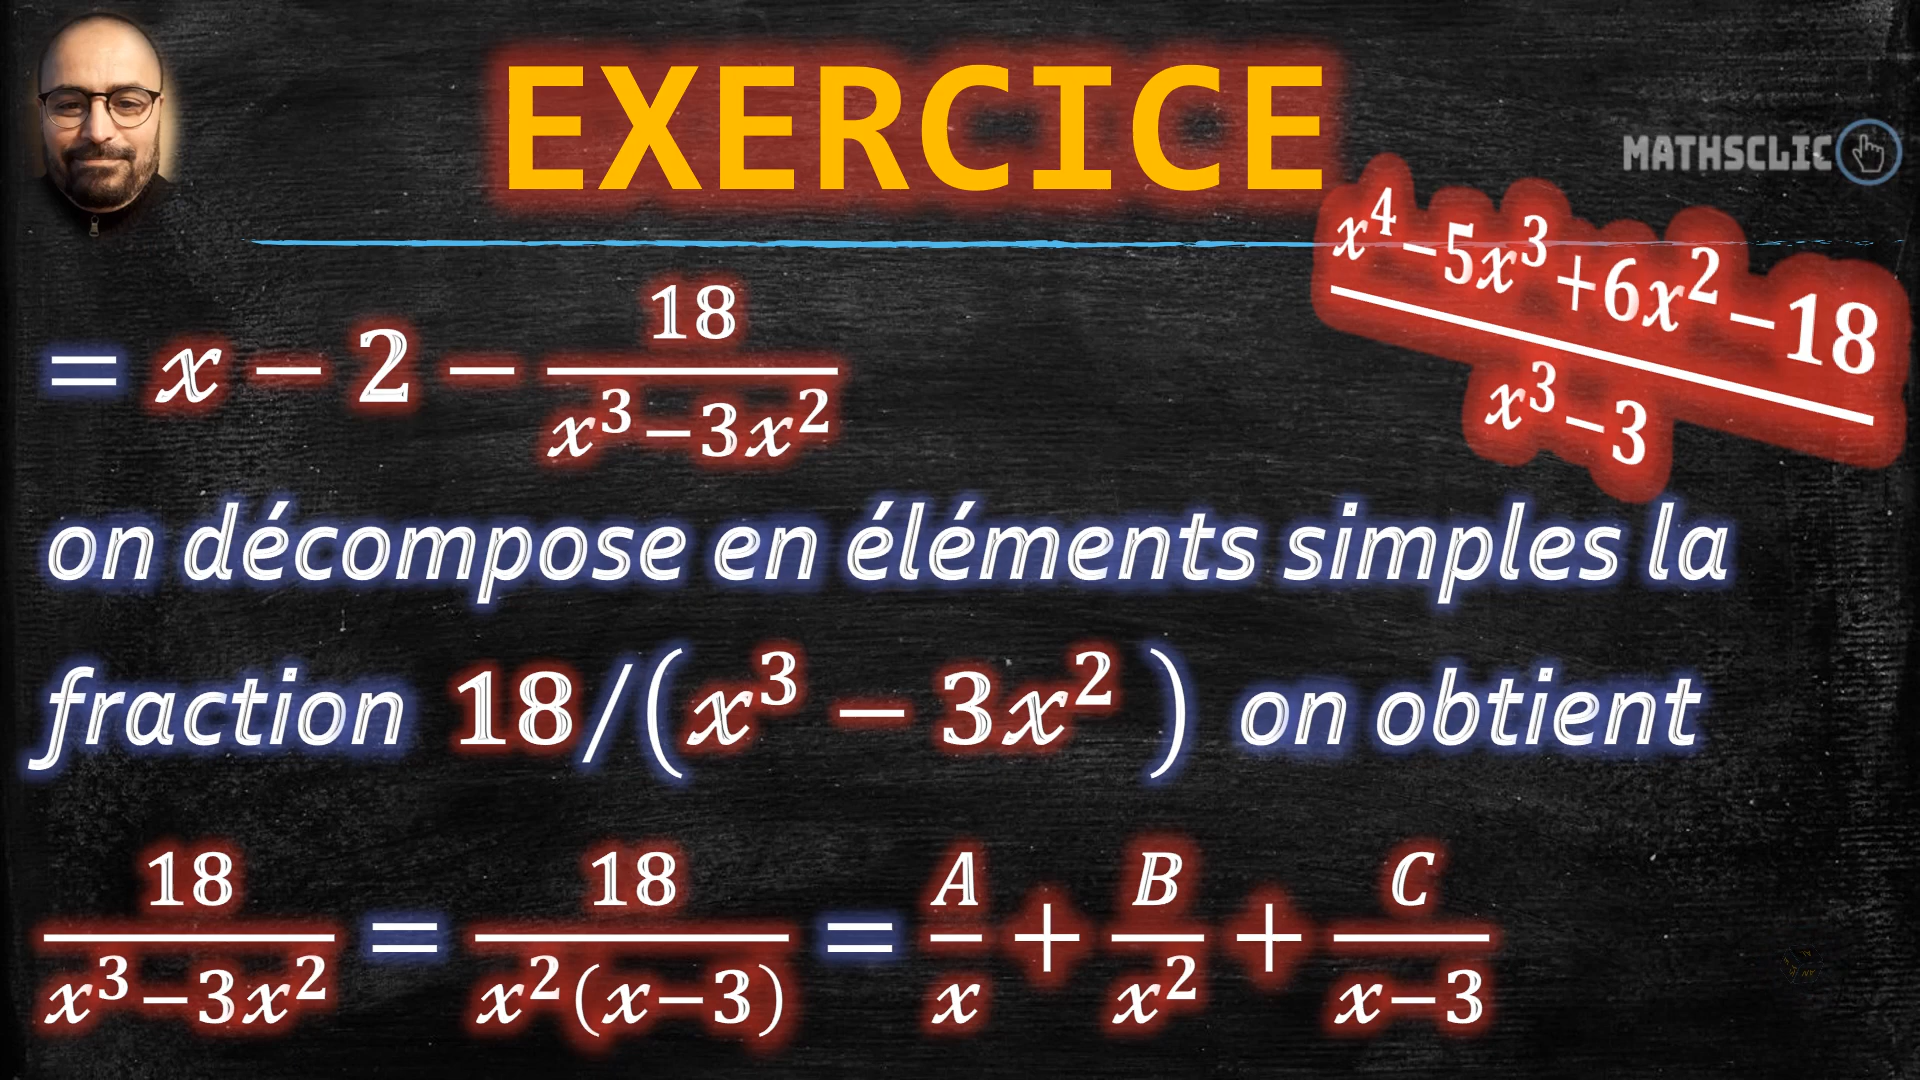 EXERCICE
MATHSCLIC
x⁴−5x³+6x²−18
x³−3
= x − 2 − 18/(x³−3x²)
on décompose en éléments simples la
fraction 18/(x³ − 3x² ) on obtient
18/(x³−3x²) = 18/(x²(x−3)) = A/x + B/x² + C/(x−3)